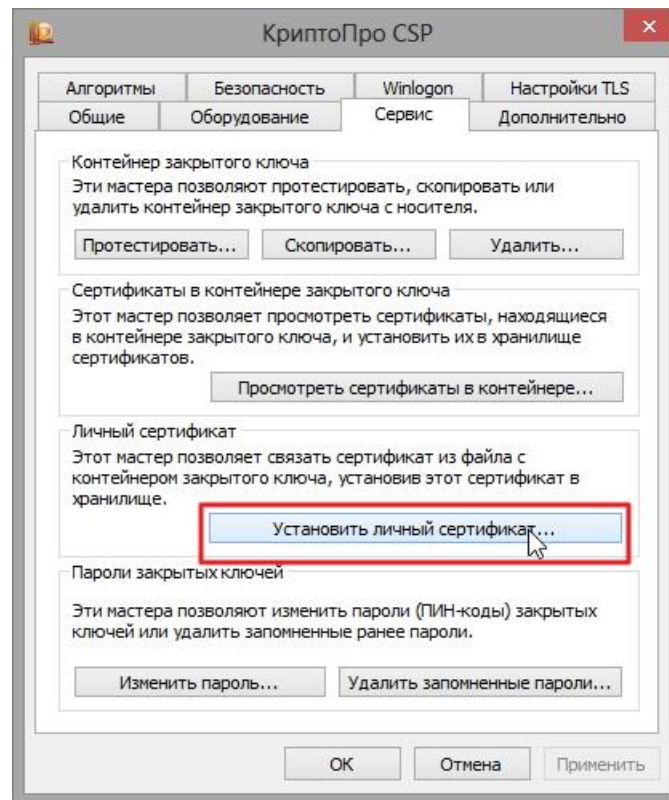 КриптоПро CSP
Алгоритмы Безопасность Winlogon Настройки TLS
Общие Оборудование Сервис Дополнительно
Контейнер закрытого ключа
Эти мастера позволяют протестировать, скопировать или
удалить контейнер закрытого ключа с носителя.
Протестировать... Скопировать... Удалить...
Сертификаты в контейнере закрытого ключа
Этот мастер позволяет просмотреть сертификаты, находящиеся
в контейнере закрытого ключа, и установить их в хранилище
сертификатов.
Просмотреть сертификаты в контейнере...
Личный сертификат
Этот мастер позволяет связать сертификат из файла с
контейнером закрытого ключа, установив этот сертификат в
хранилище.
Установить личный сертификат...
Пароли закрытых ключей
Эти мастера позволяют изменить пароли (ПИН-коды) закрытых
ключей или удалить запомненные ранее пароли.
Изменить пароль... Удалить запомненные пароли...
ОК Отмена Применить